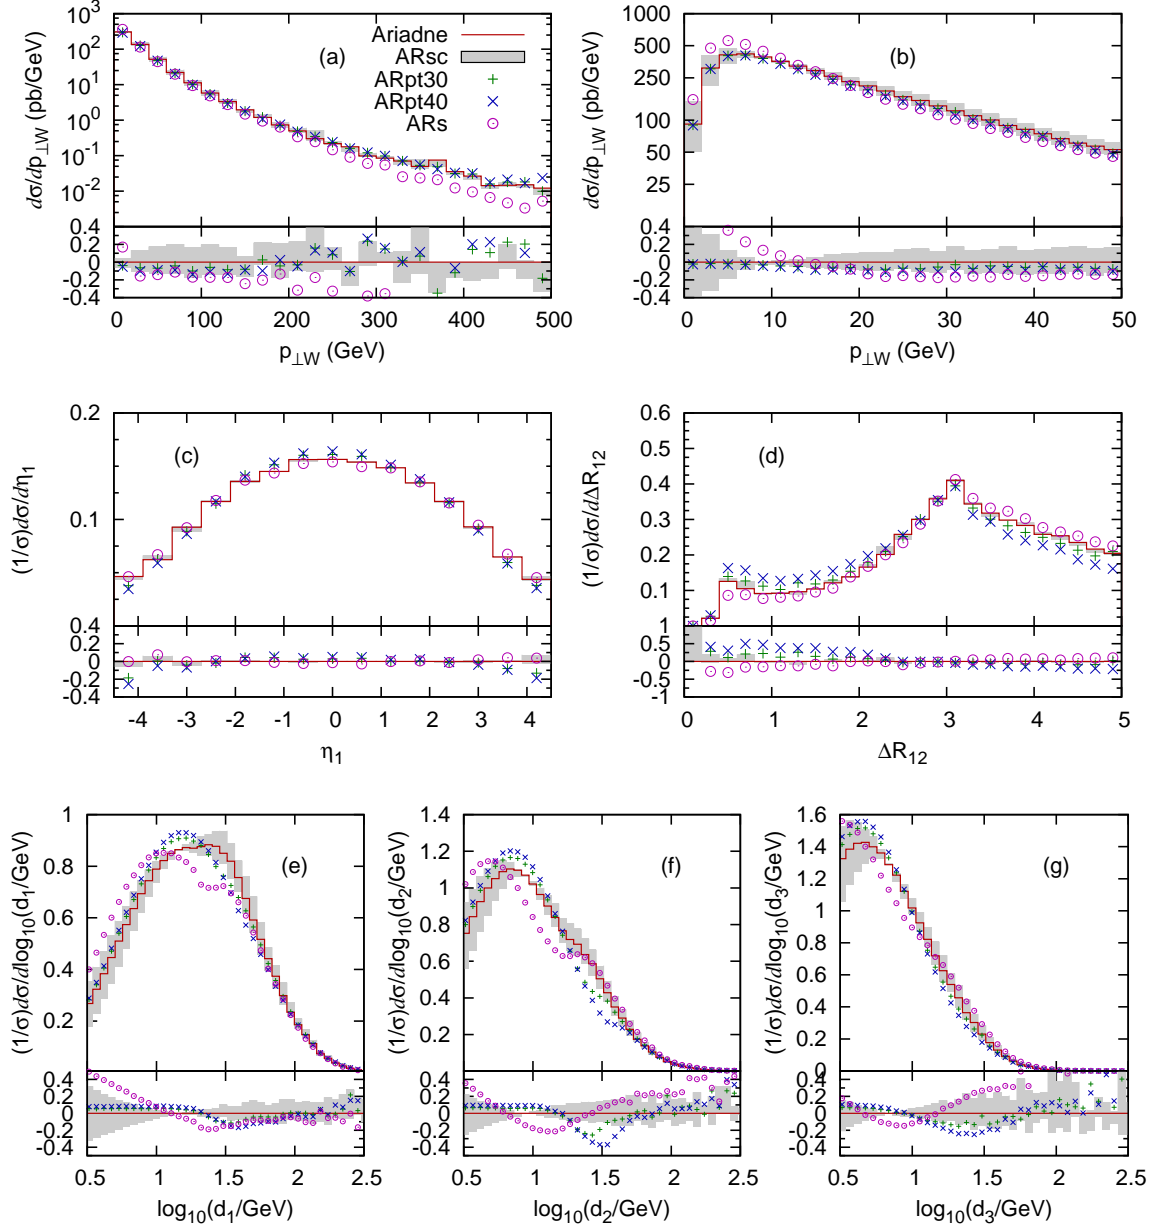 10³
10²
10¹
10⁰
10⁻¹
10⁻²
0.4
0.2
0
-0.2
-0.4
0 100 200 300 400 500
p⊥W (GeV)
dσ/dp⊥W (pb/GeV)
(a)
Ariadne
ARsc
ARpt30
ARpt40
ARs
1000
500
250
100
50
25
0.4
0.2
0
-0.2
-0.4
0 10 20 30 40 50
p⊥W (GeV)
dσ/dp⊥W (pb/GeV)
(b)
0.2
0.1
0.4
0.2
0
-0.2
-0.4
-4 -3 -2 -1 0 1 2 3 4
η₁
(1/σ)dσ/dη₁
(c)
0.6
0.5
0.4
0.3
0.2
0.1
1
0.5
0
-0.5
-1
0 1 2 3 4 5
ΔR₁₂
(1/σ)dσ/dΔR₁₂
(d)
1
0.8
0.6
0.4
0.2
0.4
0.2
0
-0.2
-0.4
0.5 1 1.5 2 2.5
log₁₀(d₁/GeV)
(1/σ)dσ/dlog₁₀(d₁/GeV)
(e)
1.4
1.2
1
0.8
0.6
0.4
0.2
0.4
0.2
0
-0.2
-0.4
0.5 1 1.5 2 2.5
log₁₀(d₂/GeV)
(1/σ)dσ/dlog₁₀(d₂/GeV)
(f)
1.6
1.4
1.2
1
0.8
0.6
0.4
0.2
0
0.4
0.2
0
-0.2
-0.4
0.5 1 1.5 2 2.5
log₁₀(d₃/GeV)
(1/σ)dσ/dlog₁₀(d₃/GeV)
(g)